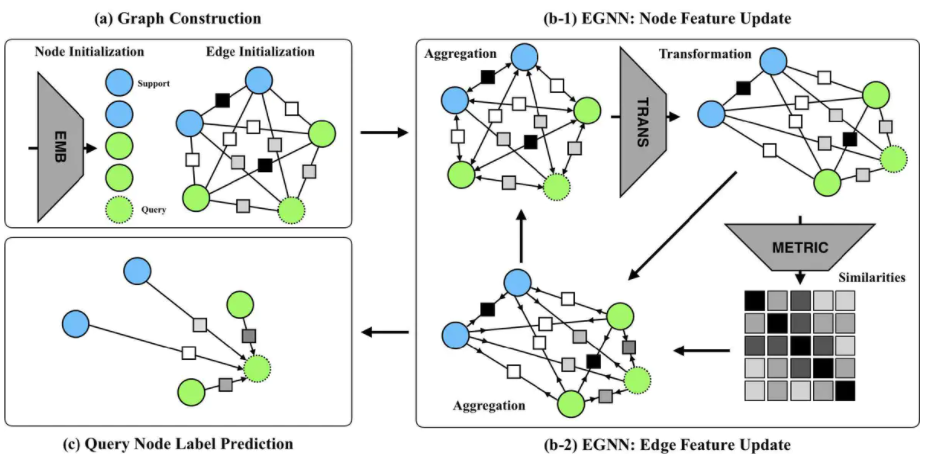 (a) Graph Construction
(b-1) EGNN: Node Feature Update
Node Initialization
Edge Initialization
EMB
Support
Query
Aggregation
TRANS
Transformation
METRIC
Similarities
Aggregation
(c) Query Node Label Prediction
(b-2) EGNN: Edge Feature Update